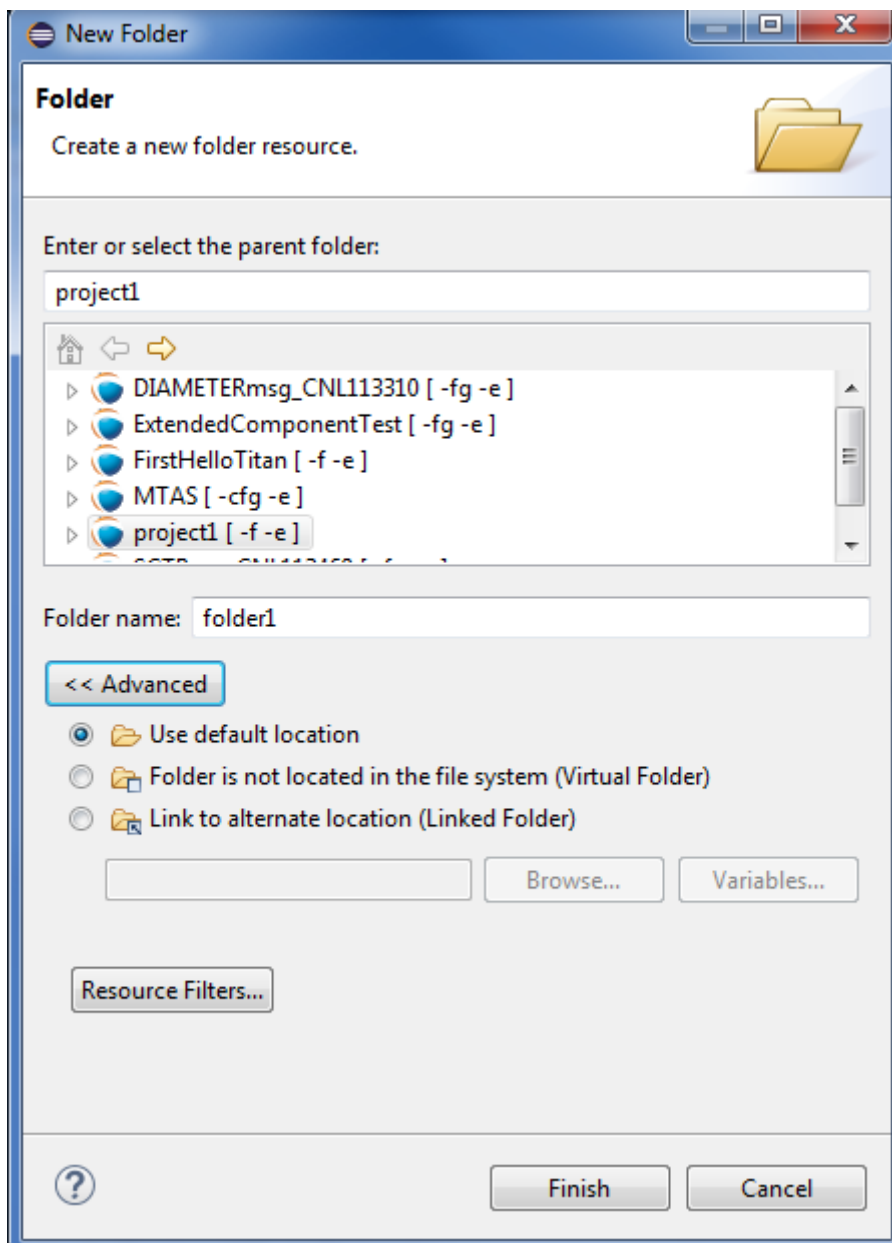 New Folder
Folder
Create a new folder resource.
Enter or select the parent folder:
project1
DIAMETERmsg_CNL113310 [ -fg -e ]
ExtendedComponentTest [ -fg -e ]
FirstHelloTitan [ -f -e ]
MTAS [ -cfg -e ]
project1 [ -f -e ]
Folder name: folder1
<< Advanced
Use default location
Folder is not located in the file system (Virtual Folder)
Link to alternate location (Linked Folder)
Browse... Variables...
Resource Filters...
Finish Cancel